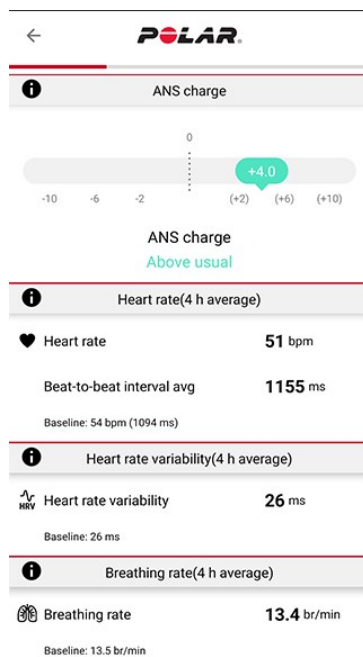 POLAR.
ANS charge
0
+4.0
-10 -6 -2 (+2) (+6) (+10)
ANS charge
Above usual
Heart rate(4 h average)
Heart rate 51 bpm
Beat-to-beat interval avg 1155 ms
Baseline: 54 bpm (1094 ms)
Heart rate variability(4 h average)
HRV Heart rate variability 26 ms
Baseline: 26 ms
Breathing rate(4 h average)
Breathing rate 13.4 br/min
Baseline: 13.5 br/min